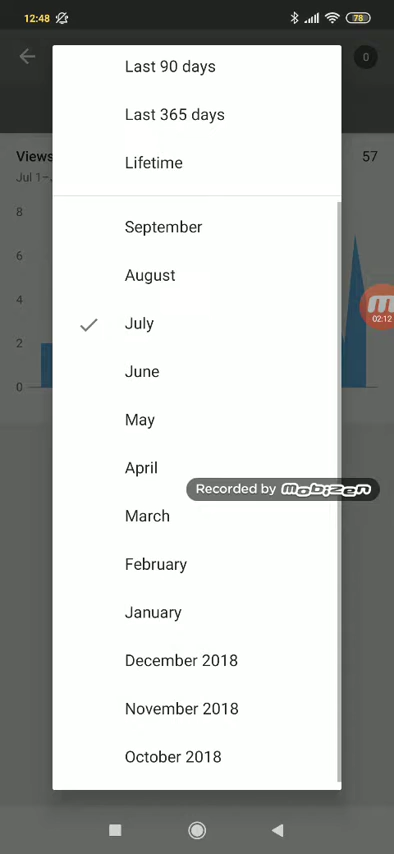 12:48
78
0
Last 90 days
Views
57
Last 365 days
Jul 1–
Lifetime
8
September
6
August
4
July
02:12
2
June
0
May
April
Recorded by mobizen
March
February
January
December 2018
November 2018
October 2018